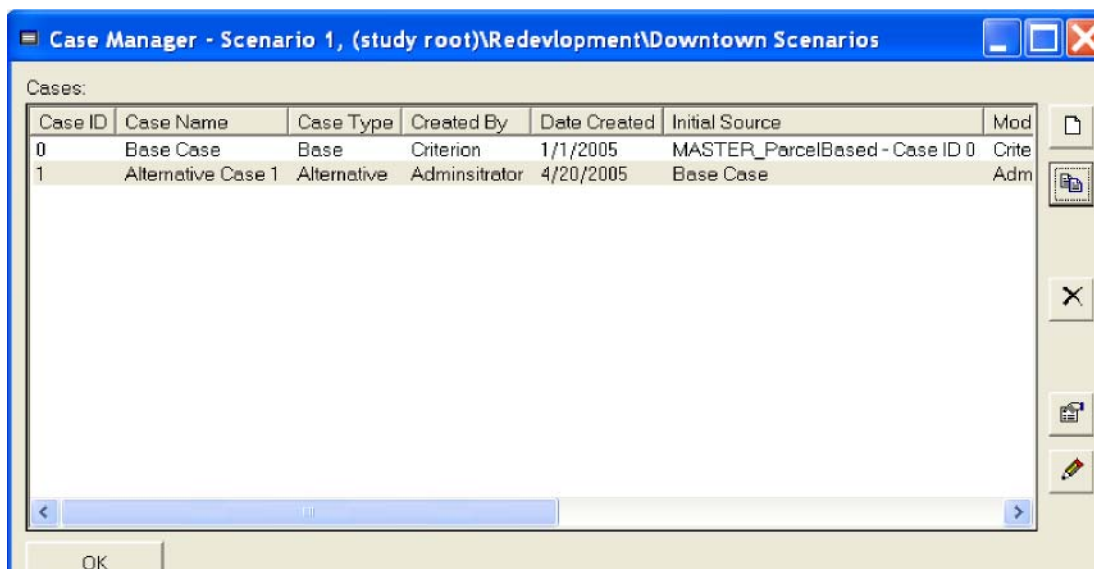 Case Manager - Scenario 1, (study root)\Redevlopment\Downtown Scenarios
Cases:
Case ID Case Name Case Type Created By Date Created Initial Source Mod
0 Base Case Base Criterion 1/1/2005 MASTER_ParcelBased - Case ID 0 Crite
1 Alternative Case 1 Alternative Adminsitrator 4/20/2005 Base Case Adm
OK